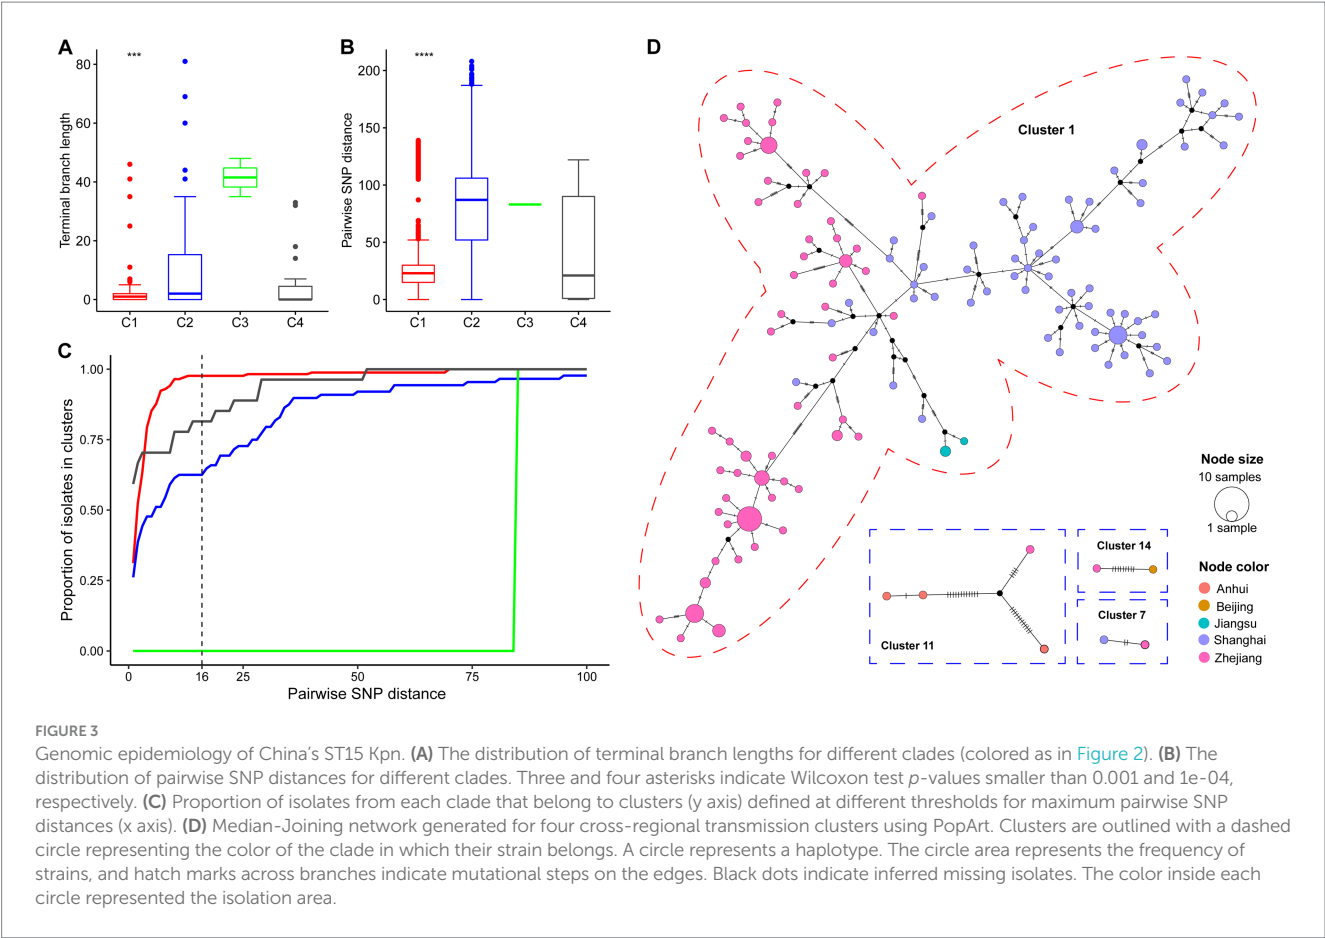 A
***
80
60
40
20
0
Terminal branch length
C1 C2 C3 C4
B
****
200
150
100
50
0
Pairwise SNP distance
C1 C2 C3 C4
C
1.00
0.75
0.50
0.25
0.00
Proportion of isolates in clusters
0 16 25 50 75 100
Pairwise SNP distance
D
Cluster 1
Cluster 11
Cluster 14
Cluster 7
Node size
10 samples
1 sample
Node color
Anhui
Beijing
Jiangsu
Shanghai
Zhejiang
FIGURE 3
Genomic epidemiology of China's ST15 Kpn. (A) The distribution of terminal branch lengths for different clades (colored as in Figure 2). (B) The
distribution of pairwise SNP distances for different clades. Three and four asterisks indicate Wilcoxon test p-values smaller than 0.001 and 1e-04,
respectively. (C) Proportion of isolates from each clade that belong to clusters (y axis) defined at different thresholds for maximum pairwise SNP
distances (x axis). (D) Median-Joining network generated for four cross-regional transmission clusters using PopArt. Clusters are outlined with a dashed
circle representing the color of the clade in which their strain belongs. A circle represents a haplotype. The circle area represents the frequency of
strains, and hatch marks across branches indicate mutational steps on the edges. Black dots indicate inferred missing isolates. The color inside each
circle represented the isolation area.